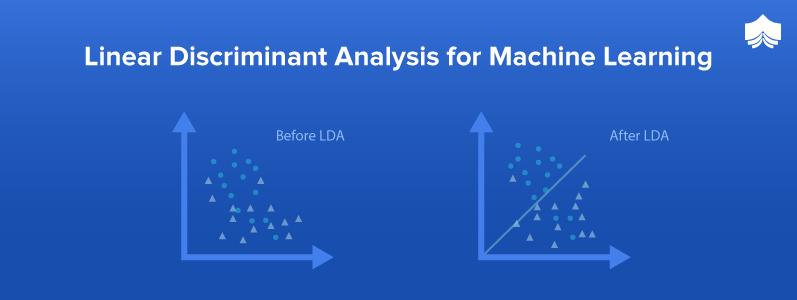 Linear Discriminant Analysis for Machine Learning
Before LDA
After LDA